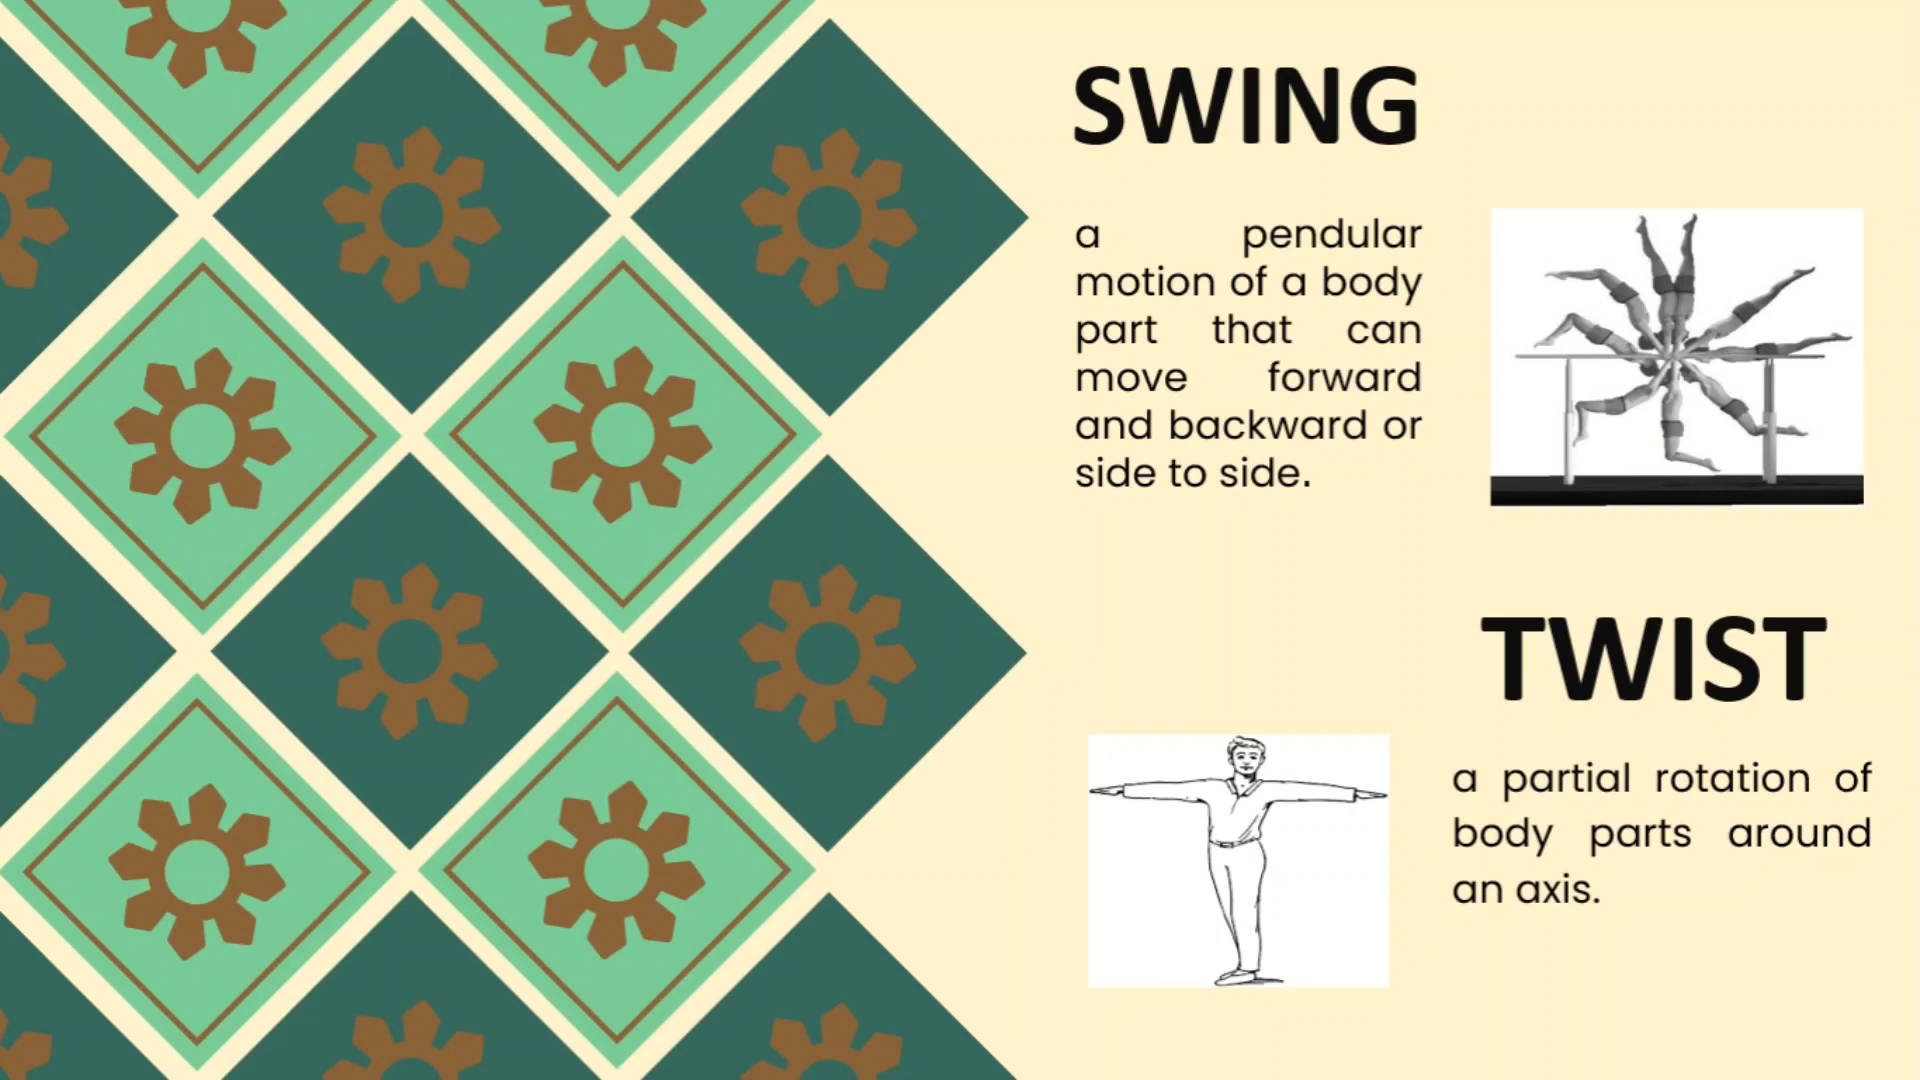 SWING
a pendular
motion of a body
part that can
move forward
and backward or
side to side.
TWIST
a partial rotation of
body parts around
an axis.